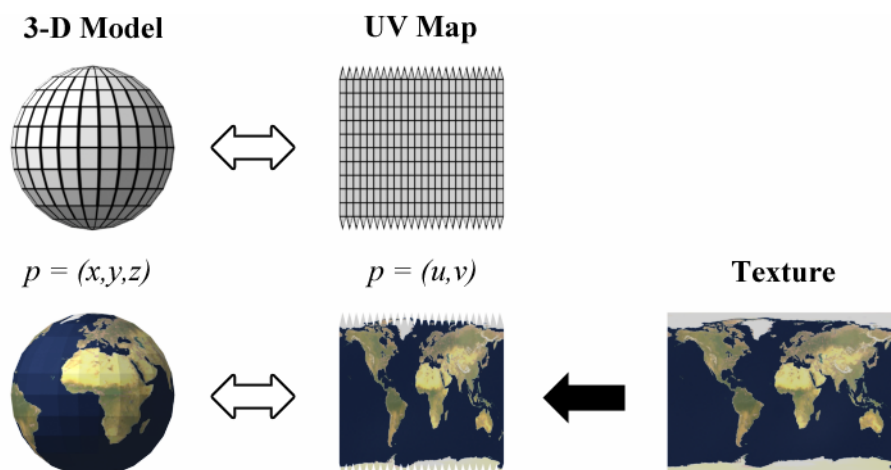 3-D Model
UV Map
p = (x,y,z)
p = (u,v)
Texture